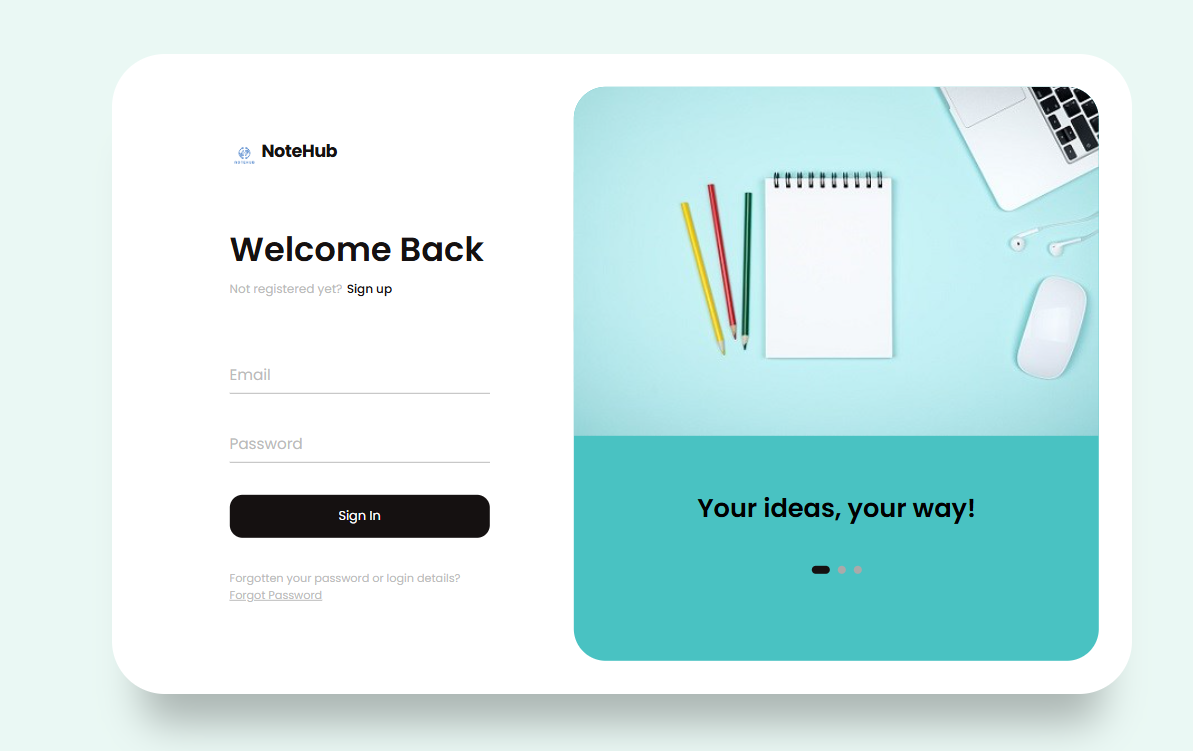 NOTEHUB
NoteHub
Welcome Back
Not registered yet? Sign up
Email
Password
Sign In
Forgotten your password or login details?
Forgot Password
Your ideas, your way!